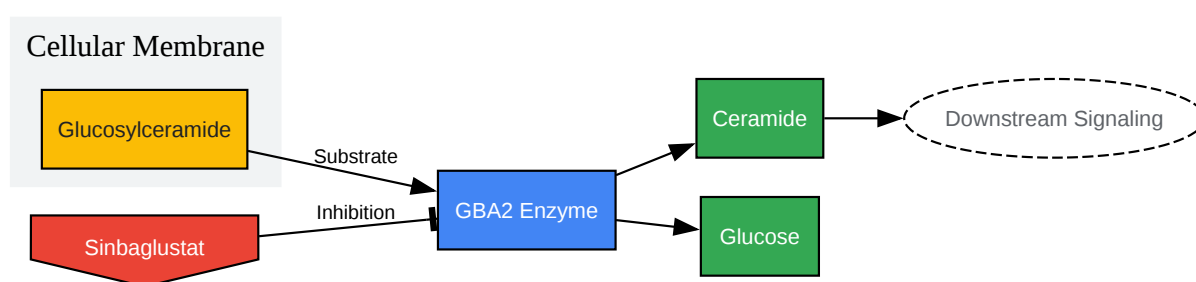 Cellular Membrane
Glucosylceramide
Substrate
Inhibition
Sinbaglustat
GBA2 Enzyme
Ceramide
Glucose
Downstream Signaling